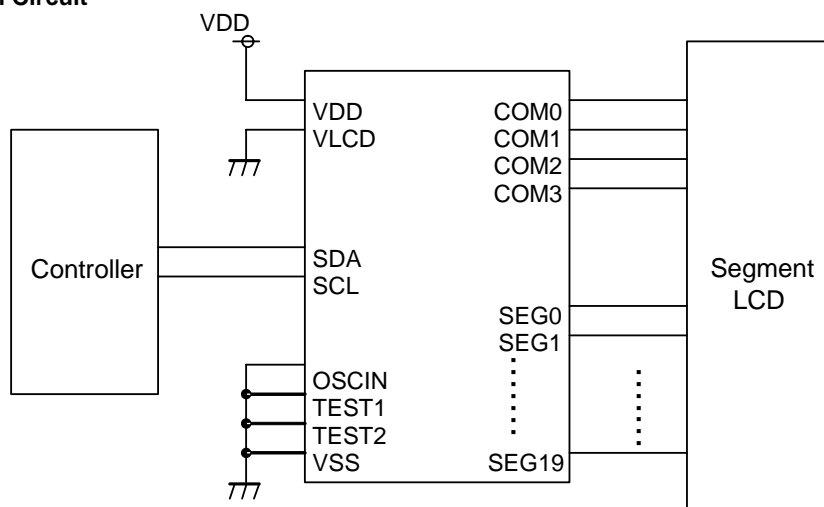 Circuit
VDD
VDD
VLCD
SDA
SCL
OSCIN
TEST1
TEST2
VSS
COM0
COM1
COM2
COM3
SEG0
SEG1
SEG19
Controller
Segment
LCD